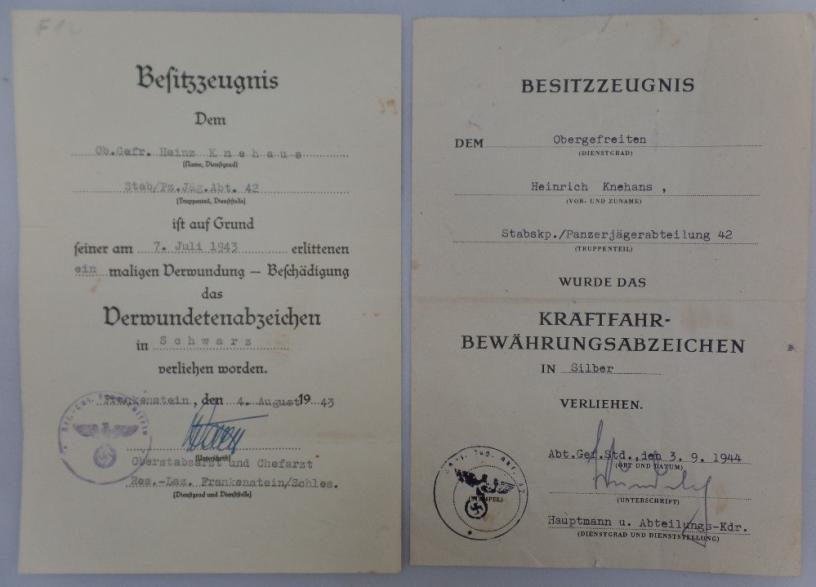 Besitzzeugnis
Dem
Ob.Gefr. Heinz Knehaus
(Name, Dienstgrad)
Stab/Pz.Jäg.Abt. 42
(Truppenteil, Dienststelle)
ist auf Grund
seiner am 7. Juli 1943 erlittenen
ein maligen Verwundung – Beschädigung
das
Verwundetenabzeichen
in Schwarz
verliehen worden.
Frankenstein, den 4. August 1943
(Unterschrift)
Oberstabsarzt und Chefarzt
Res.-Laz. Frankenstein/Schles.
(Dienstgrad und Dienststelle)
BESITZZEUGNIS
DEM Obergefreiten
(DIENSTGRAD)
Heinrich Knehans ,
(VOR- UND ZUNAME)
Stabskp./Panzerjägerabteilung 42
(TRUPPENTEIL)
WURDE DAS
KRAFTFAHR-
BEWÄHRUNGSABZEICHEN
IN Silber
VERLIEHEN.
Abt.Gef.Std.,den 3. 9. 1944
(ORT UND DATUM)
(UNTERSCHRIFT)
Hauptmann u. Abteilungs-Kdr.
(DIENSTGRAD UND DIENSTSTELLUNG)